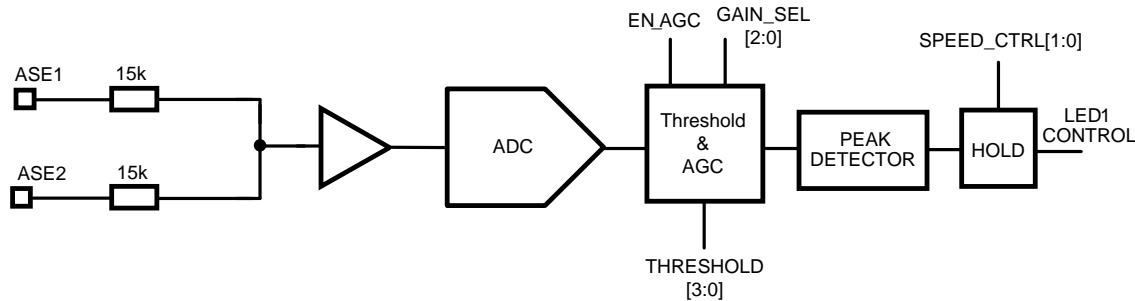 EN_AGC
GAIN_SEL
[2:0]
SPEED_CTRL[1:0]
ASE1
15k
ADC
Threshold
&
AGC
PEAK
DETECTOR
HOLD
LED1
CONTROL
ASE2
15k
THRESHOLD
[3:0]